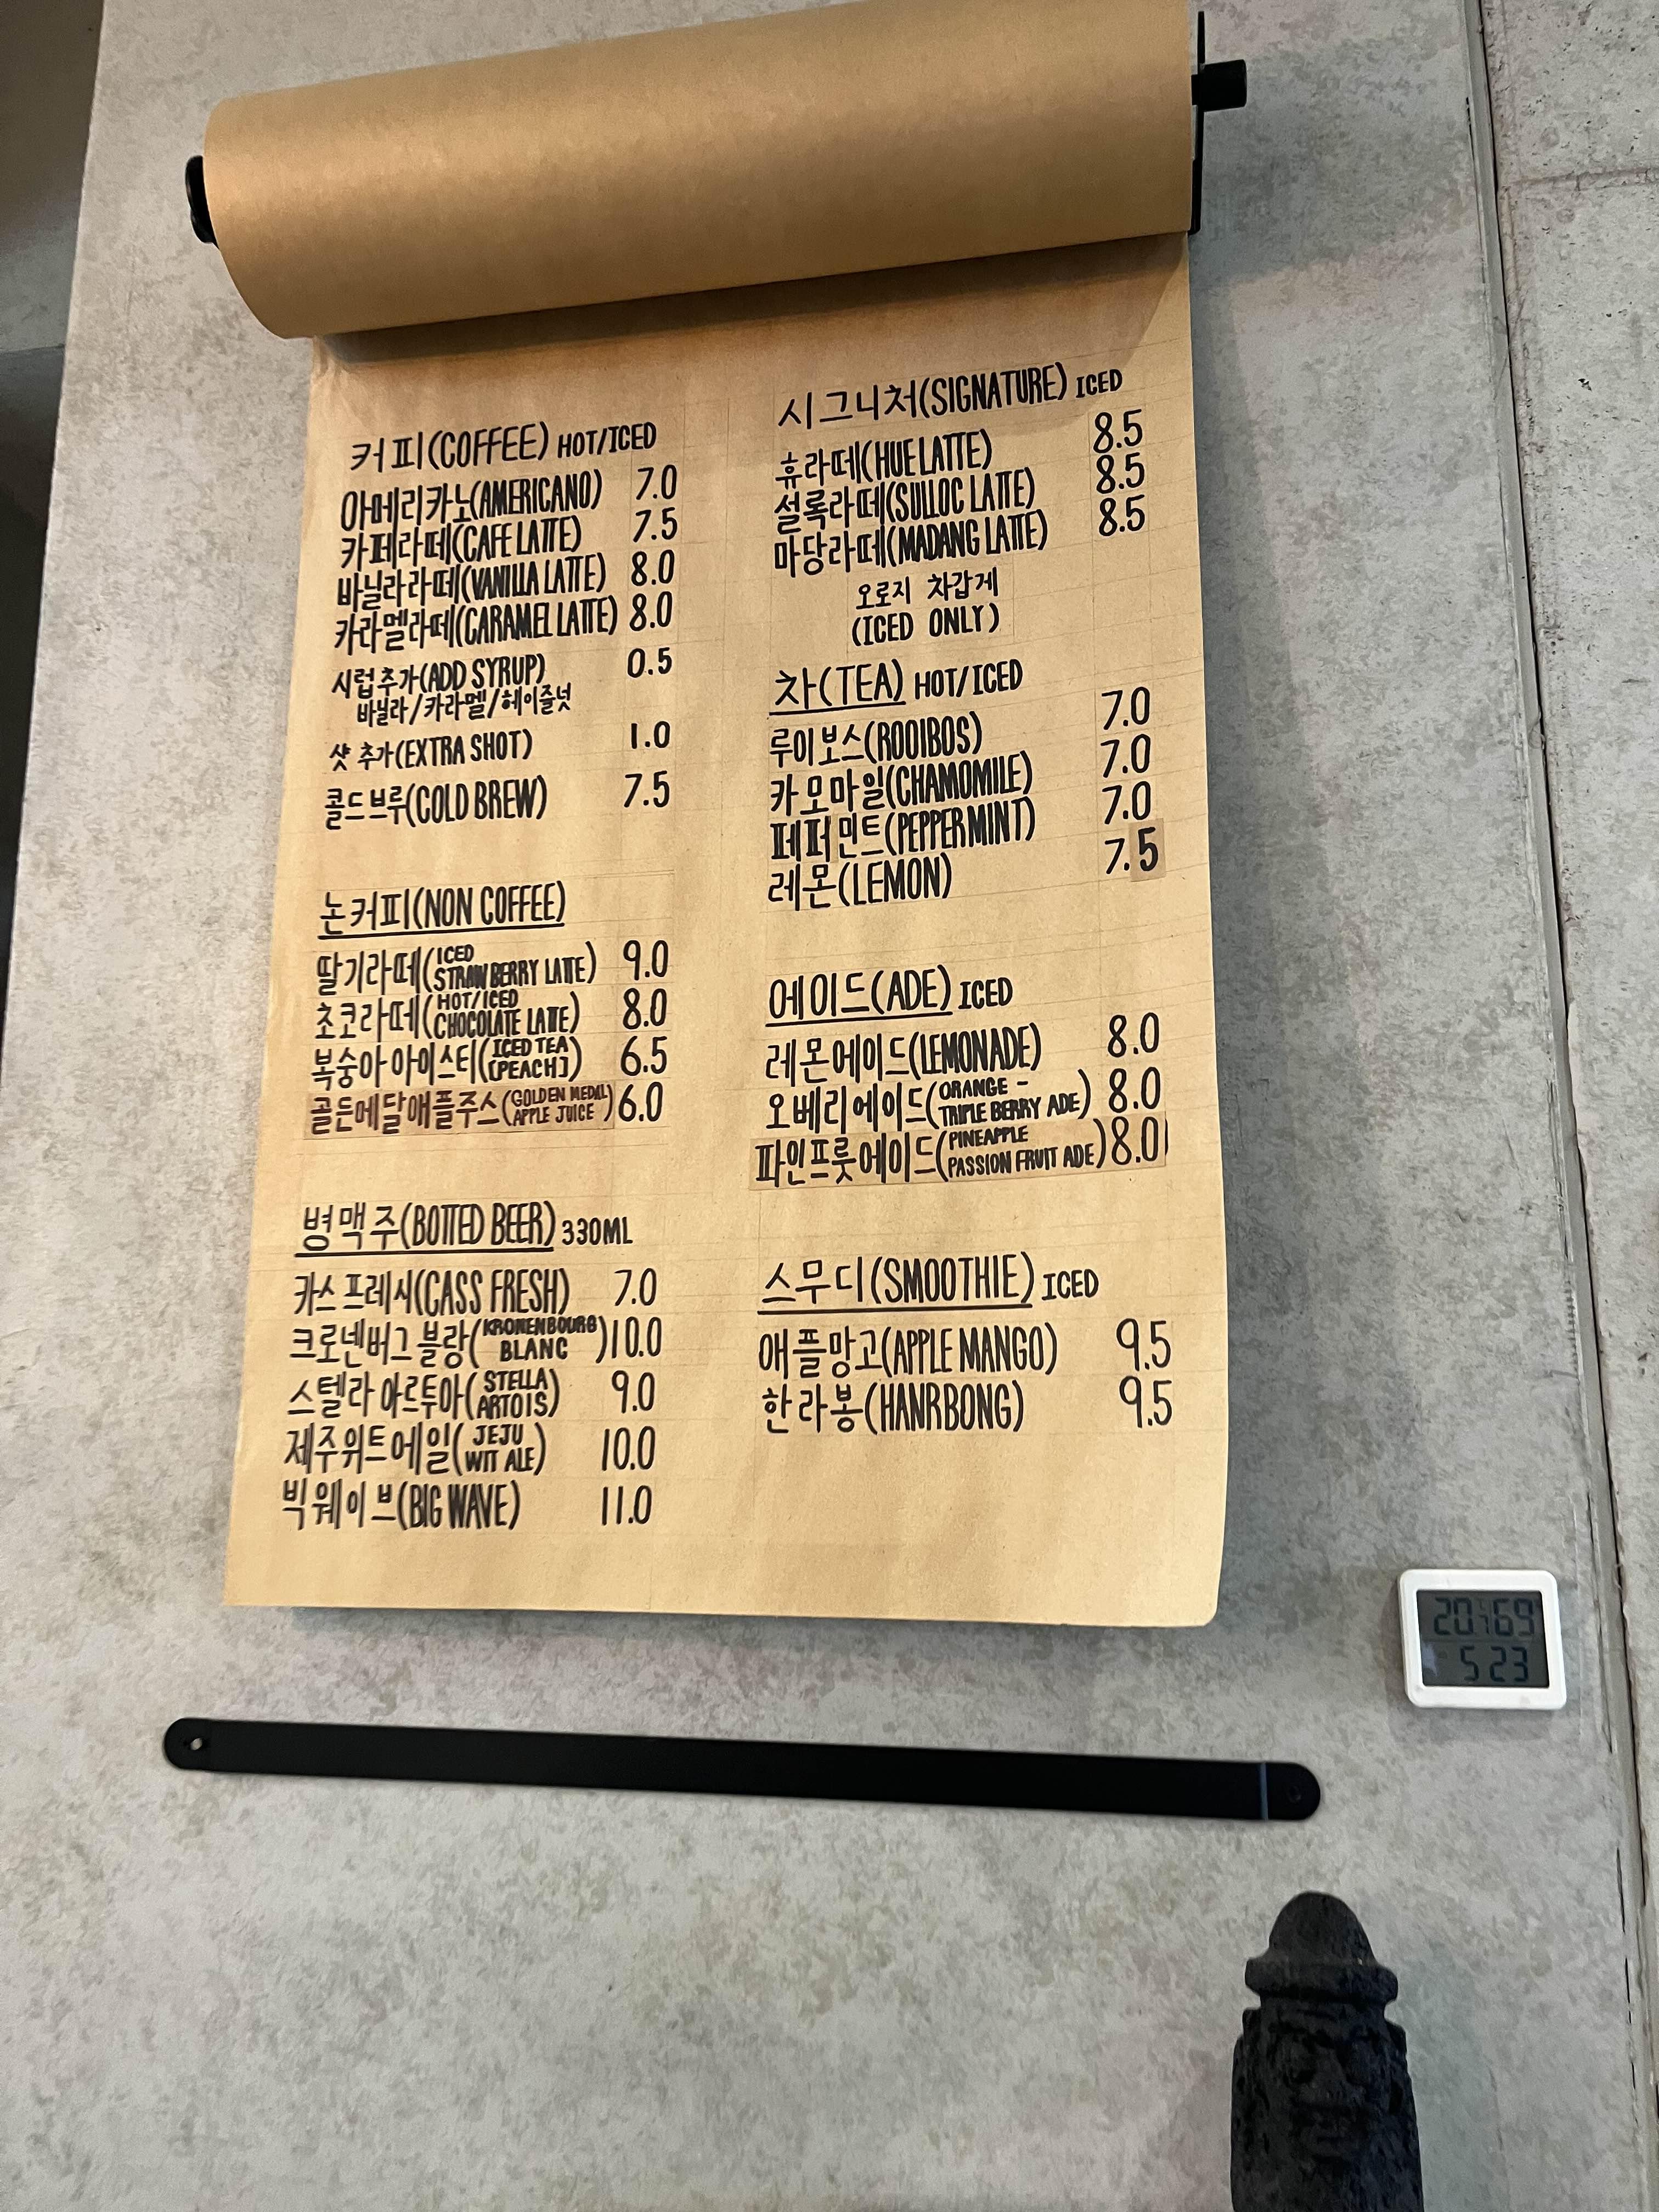 커피(COFFEE) HOT/ICED
아메리카노(AMERICANO) 7.0
카페라떼(CAFE LATTE) 7.5
바닐라라떼(VANILLA LATTE) 8.0
카라멜라떼(CARAMEL LATTE) 8.0
시럽추가(ADD SYRUP) 0.5
바닐라/카라멜/헤이즐넛
샷 추가(EXTRA SHOT) 1.0
콜드브루(COLD BREW) 7.5
논커피(NON COFFEE)
딸기라떼(ICED STRAWBERRY LATTE) 9.0
초코라떼(HOT/ICED CHOCOLATE LATTE) 8.0
복숭아 아이스티(ICED TEA [PEACH]) 6.5
골든메달애플주스(GOLDEN MEDAL APPLE JUICE) 6.0
병맥주(BOTTED BEER) 330ML
카스 프레시(CASS FRESH) 7.0
크로넨버그 블랑(KRONENBOURG BLANC) 10.0
스텔라 아르투아(STELLA ARTOIS) 9.0
제주위트에일(JEJU WIT ALE) 10.0
빅웨이브(BIG WAVE) 11.0
시그니처(SIGNATURE) ICED
휴라떼(HUE LATTE) 8.5
설록라떼(SULLOC LATTE) 8.5
마당라떼(MADANG LATTE) 8.5
오로지 차갑게
(ICED ONLY)
차(TEA) HOT/ICED
루이보스(ROOIBOS) 7.0
카모마일(CHAMOMILE) 7.0
페퍼민트(PEPPERMINT) 7.0
레몬(LEMON) 7.5
에이드(ADE) ICED
레몬에이드(LEMONADE) 8.0
오베리에이드(ORANGE - TRIPLE BERRY ADE) 8.0
파인프룻에이드(PINEAPPLE PASSION FRUIT ADE) 8.0
스무디(SMOOTHIE) ICED
애플망고(APPLE MANGO) 9.5
한라봉(HANRBONG) 9.5
20 69
5 23